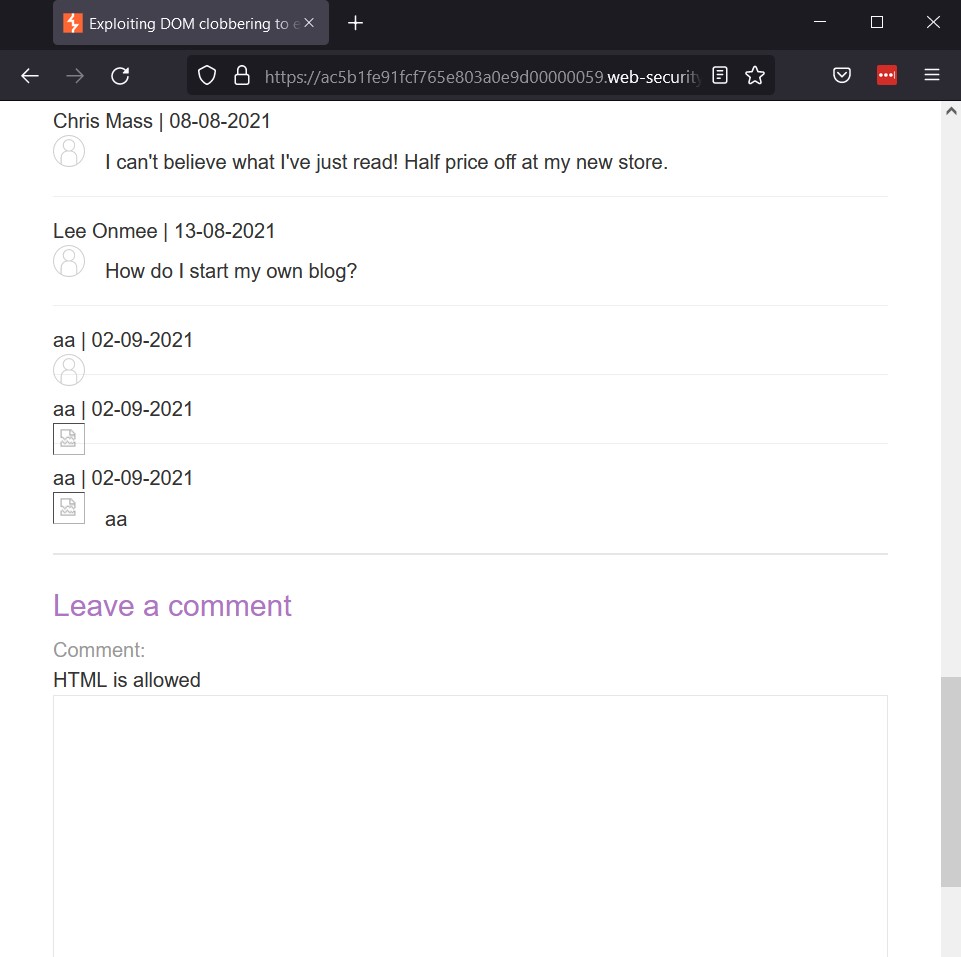 Exploiting DOM clobbering to e
https://ac5b1fe91fcf765e803a0e9d00000059.web-security
Chris Mass | 08-08-2021
I can't believe what I've just read! Half price off at my new store.
Lee Onmee | 13-08-2021
How do I start my own blog?
aa | 02-09-2021
aa | 02-09-2021
aa | 02-09-2021
aa
Leave a comment
Comment:
HTML is allowed